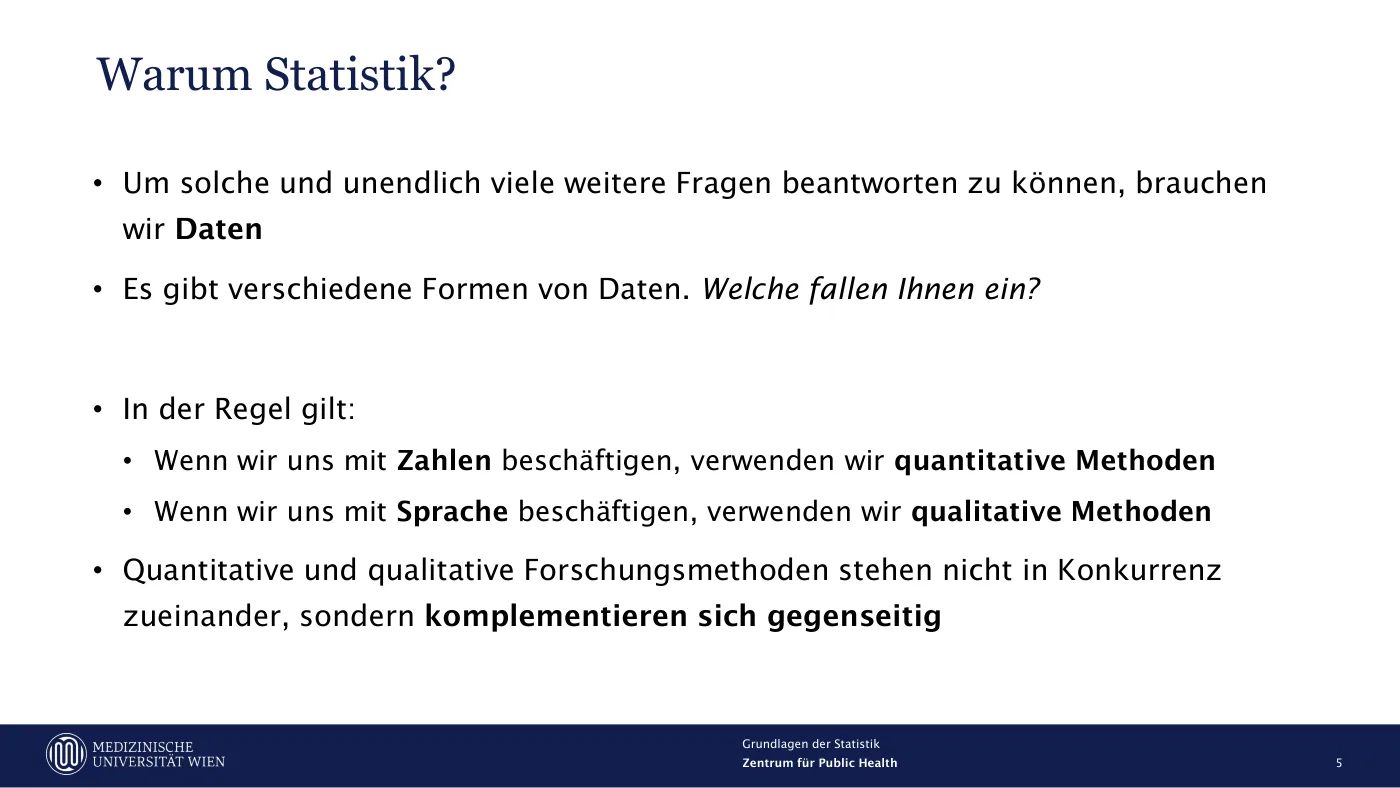 Warum Statistik?
• Um solche und unendlich viele weitere Fragen beantworten zu können, brauchen
wir Daten
• Es gibt verschiedene Formen von Daten. Welche fallen Ihnen ein?
• In der Regel gilt:
• Wenn wir uns mit Zahlen beschäftigen, verwenden wir quantitative Methoden
• Wenn wir uns mit Sprache beschäftigen, verwenden wir qualitative Methoden
• Quantitative und qualitative Forschungsmethoden stehen nicht in Konkurrenz
zueinander, sondern komplementieren sich gegenseitig
MEDIZINISCHE
UNIVERSITÄT WIEN
Grundlagen der Statistik
Zentrum für Public Health
5